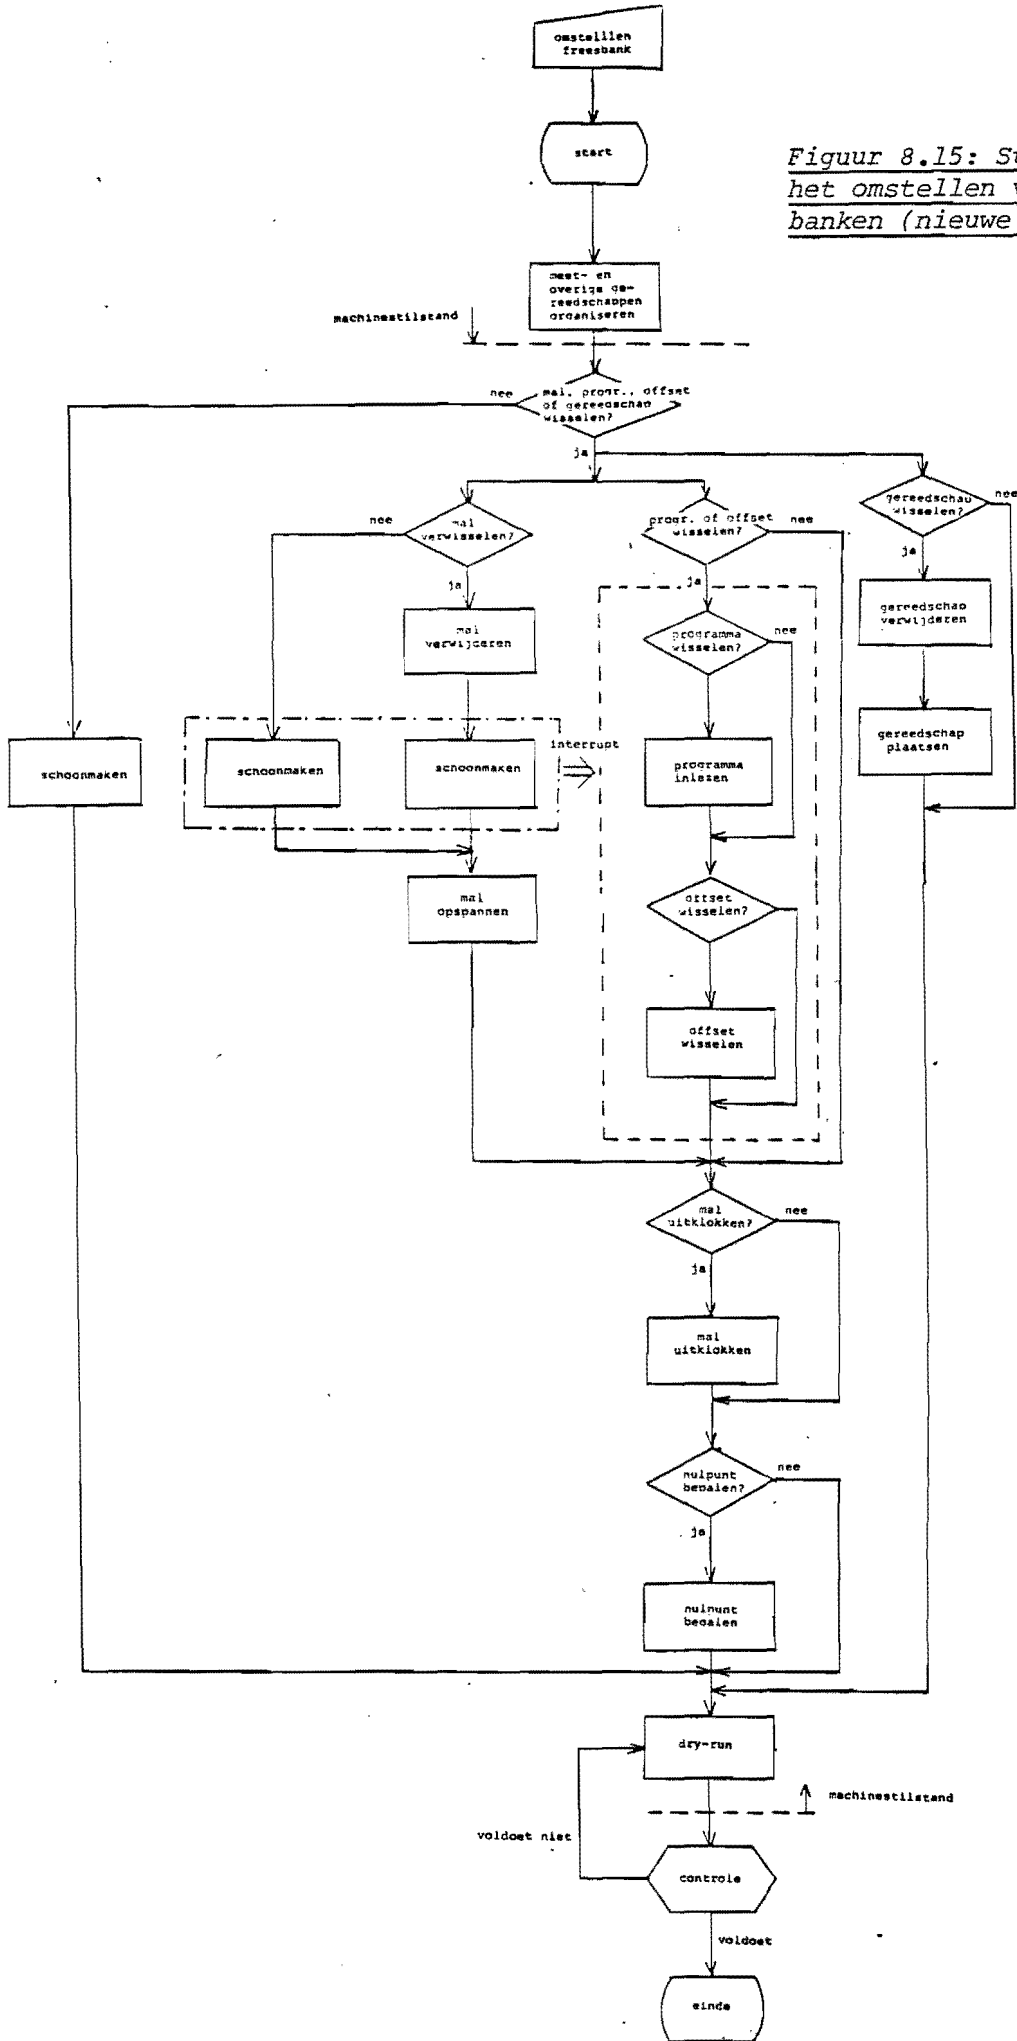 omstellen
freesbank
start
Figuur 8.15:
het omstellen
banken (nieuwe
meet- en
overige ge-
reedschappen
organiseren
machinestilstand
nee
mal, progr., offset
of gereedschap
wisselen?
ja
nee
mal
verwisselen?
ja
progr. of offset
wisselen?
nee
ja
gereedschap
wisselen?
nee
ja
mal
verwijderen
programma
wisselen?
nee
gereedschap
verwijderen
schoonmaken
schoonmaken
schoonmaken
interrupt
programma
inlezen
gereedschap
plaatsen
mal
opspannen
offset
wisselen?
offset
wisselen
mal
uitklokken?
nee
ja
mal
uitklokken
nulpunt
bepalen?
nee
ja
nulpunt
bepalen
dry-run
machinestilstand
voldoet niet
controle
voldoet
einde